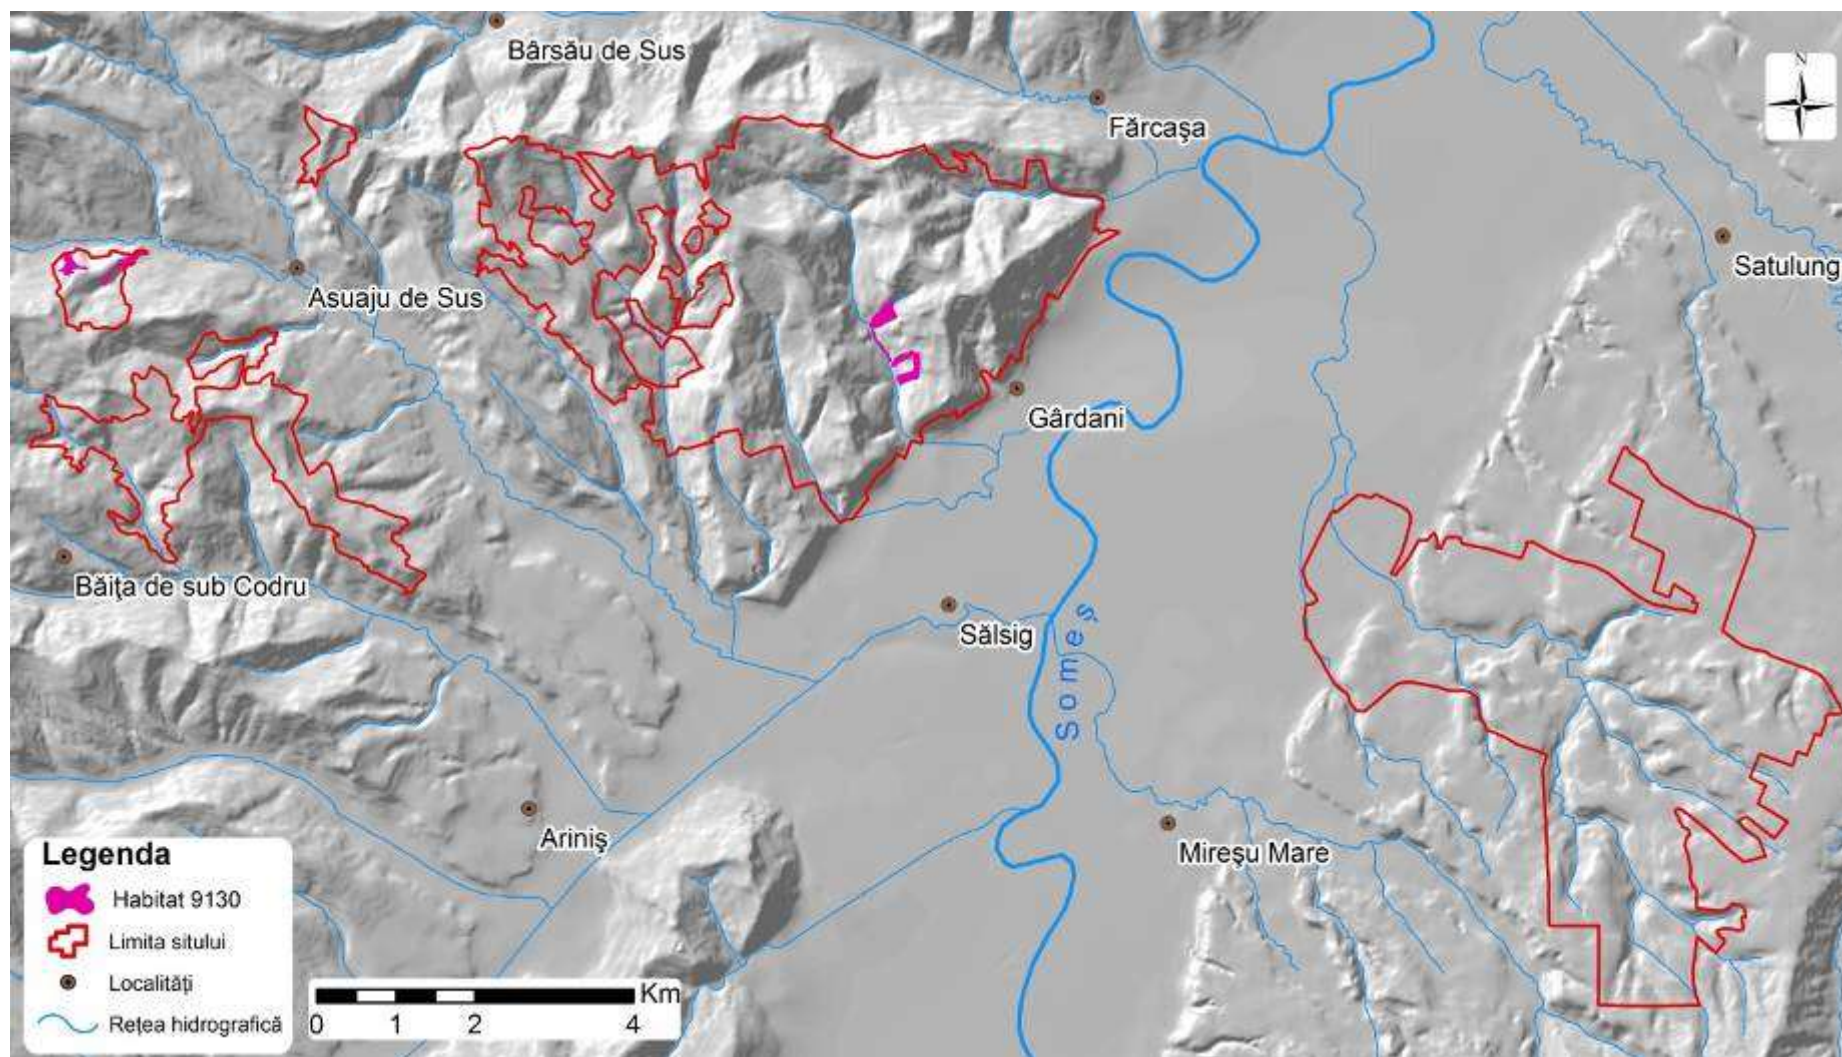 Bârsău de Sus
N
Fărcaşa
Satulung
Asuaju de Sus
Gârdani
Băiţa de sub Codru
Sălsig
Someş
Ariniş
Mireşu Mare
Legenda
Habitat 9130
Limita sitului
Localităţi
Reţea hidrografică
Km
0 1 2 4